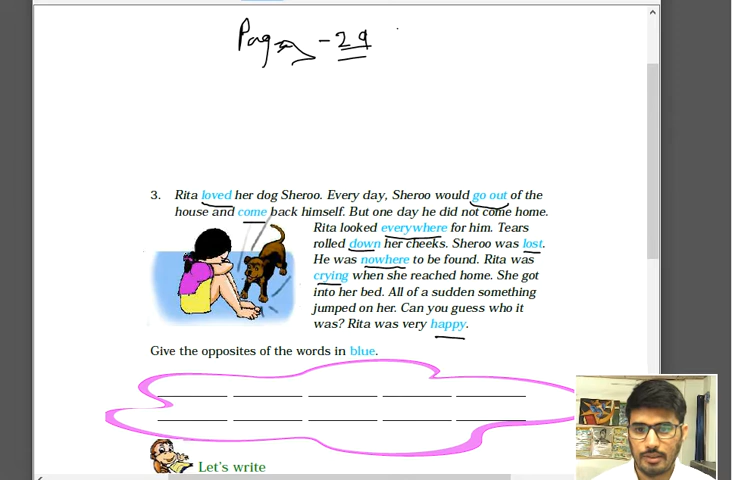 Page - 29
3. Rita loved her dog Sheroo. Every day, Sheroo would go out of the
house and come back himself. But one day he did not come home.
Rita looked everywhere for him. Tears
rolled down her cheeks. Sheroo was lost.
He was nowhere to be found. Rita was
crying when she reached home. She got
into her bed. All of a sudden something
jumped on her. Can you guess who it
was? Rita was very happy.
Give the opposites of the words in blue.
Let's write